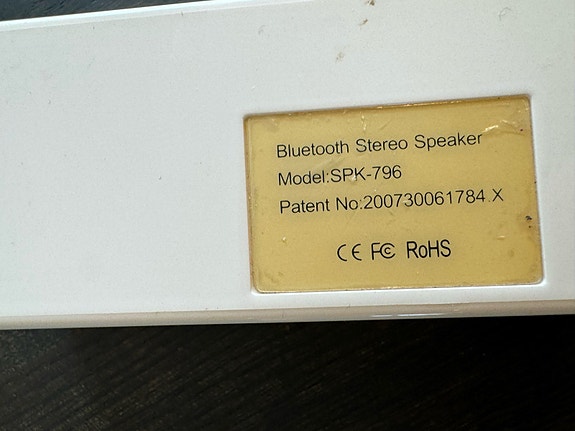 Bluetooth Stereo Speaker
Model:SPK-796
Patent No:200730061784.X
CE FC RoHS